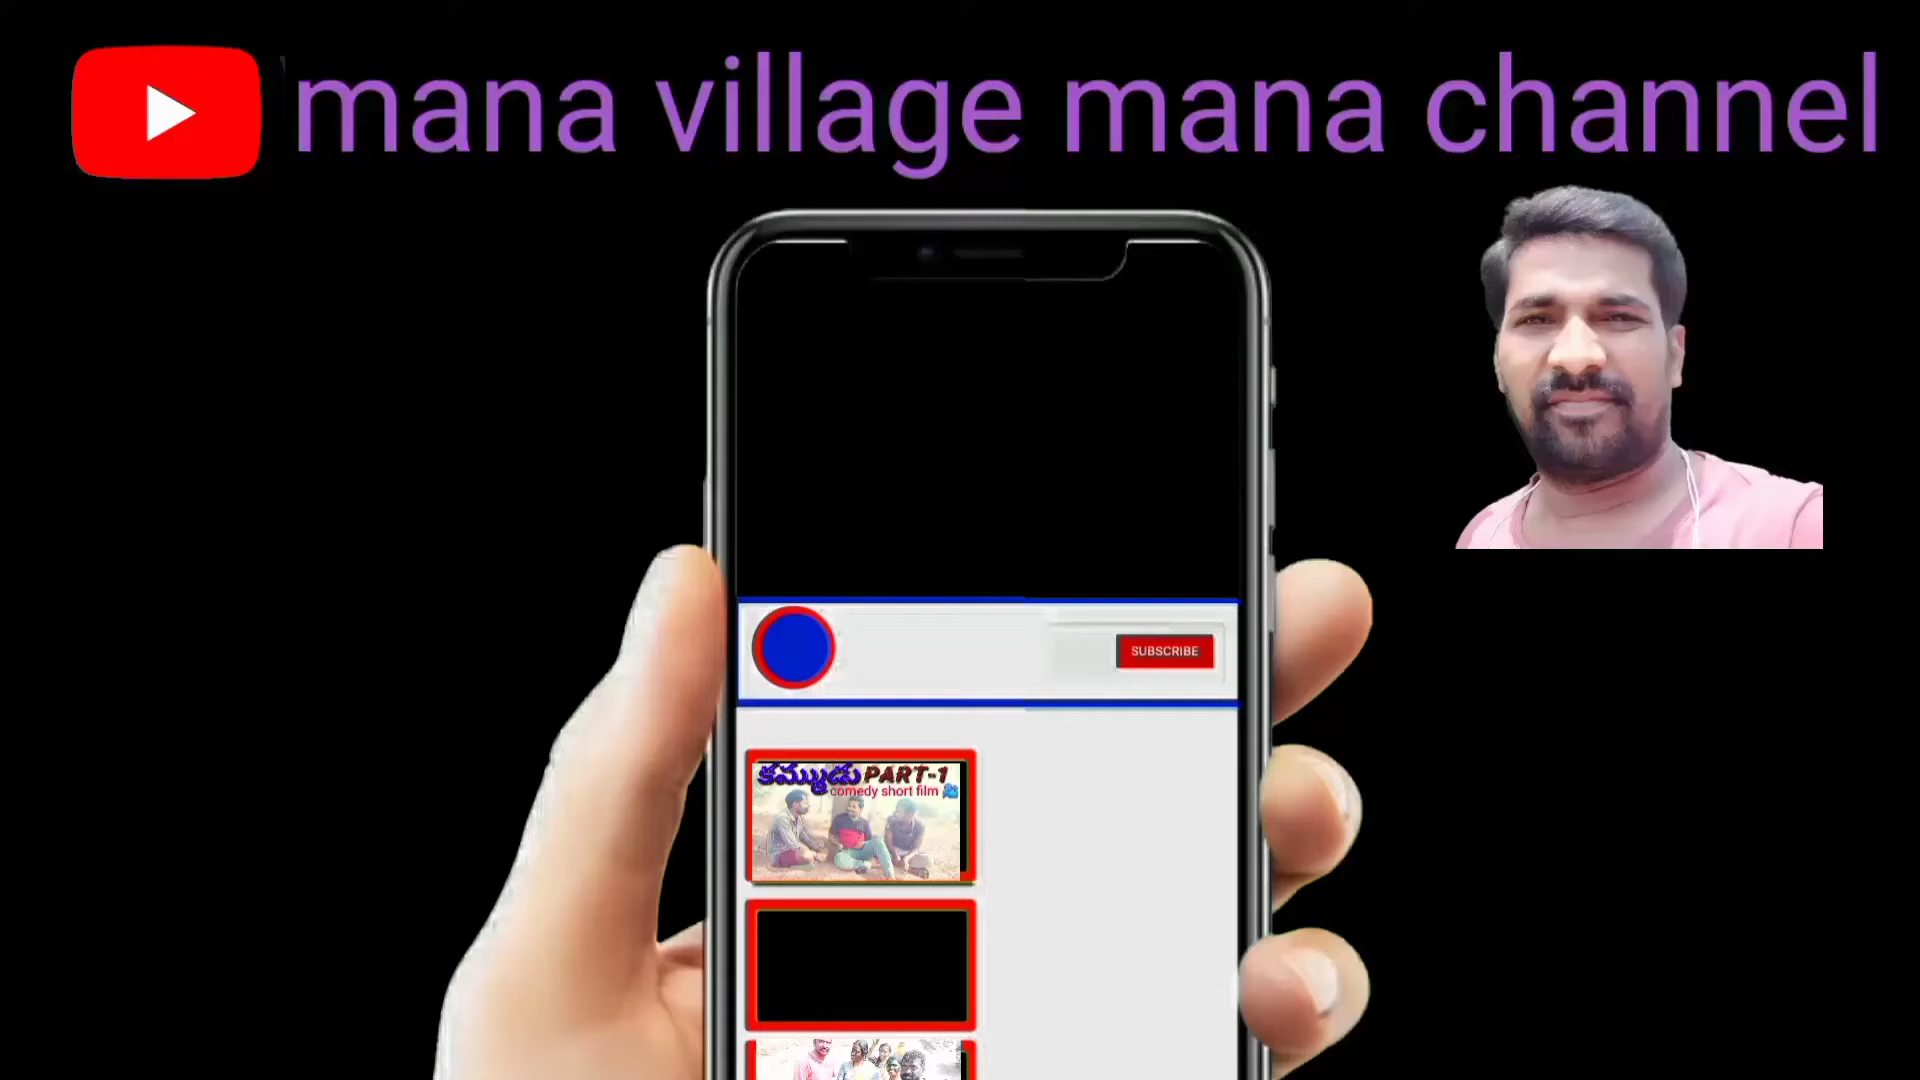 mana village mana channel
SUBSCRIBE
కమ్ముడు PART-1
comedy short film